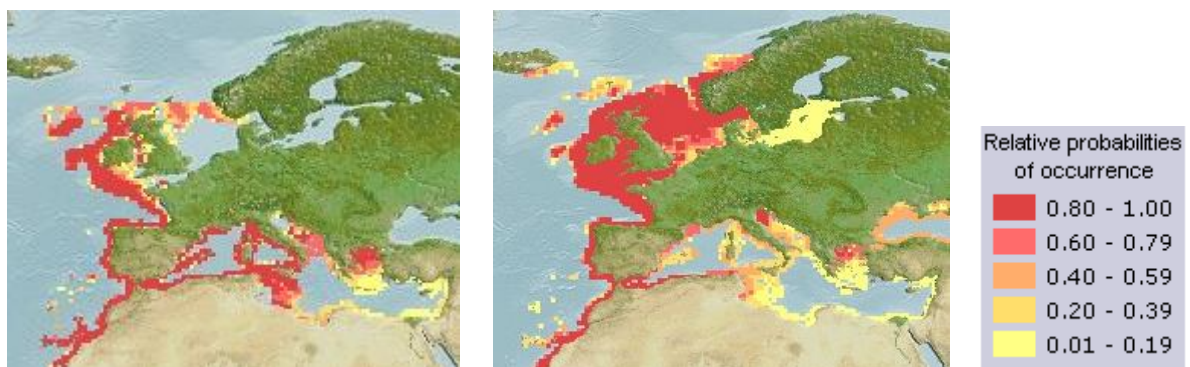 Relative probabilities
of occurrence
0.80 - 1.00
0.60 - 0.79
0.40 - 0.59
0.20 - 0.39
0.01 - 0.19